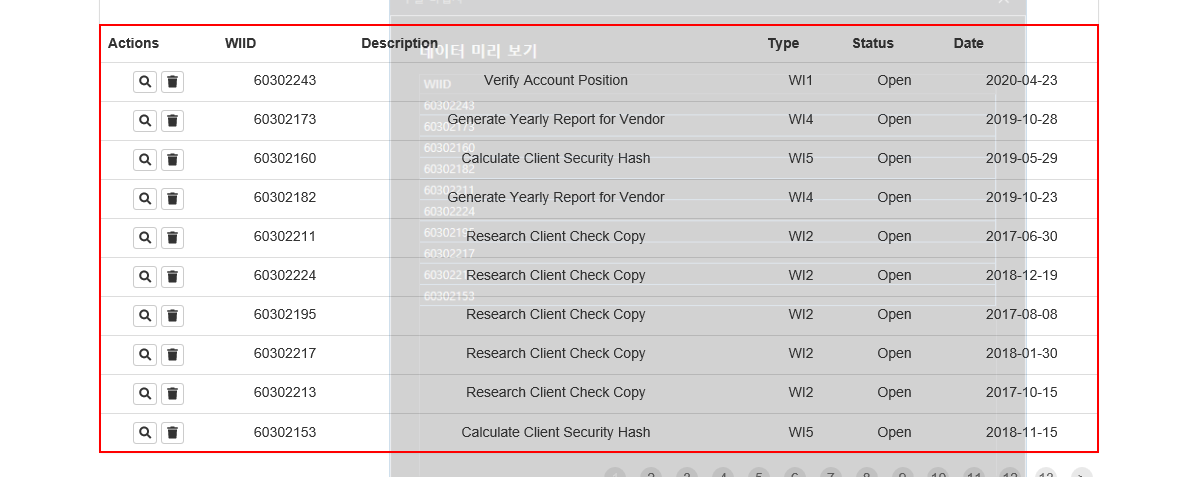 Actions WIID Description Type Status Date
데이터 미리 보기
WIID
60302243 Verify Account Position WI1 Open 2020-04-23
60302243
60302173 Generate Yearly Report for Vendor WI4 Open 2019-10-28
60302173
60302160
60302160 Calculate Client Security Hash WI5 Open 2019-05-29
60302182
60302211
60302182 Generate Yearly Report for Vendor WI4 Open 2019-10-23
60302224
60302211 Research Client Check Copy WI2 Open 2017-06-30
60302217
60302224 Research Client Check Copy WI2 Open 2018-12-19
60302153
60302195 Research Client Check Copy WI2 Open 2017-08-08
60302217 Research Client Check Copy WI2 Open 2018-01-30
60302213 Research Client Check Copy WI2 Open 2017-10-15
60302153 Calculate Client Security Hash WI5 Open 2018-11-15
1 2 3 4 5 6 7 8 9 10 11 12 13 >